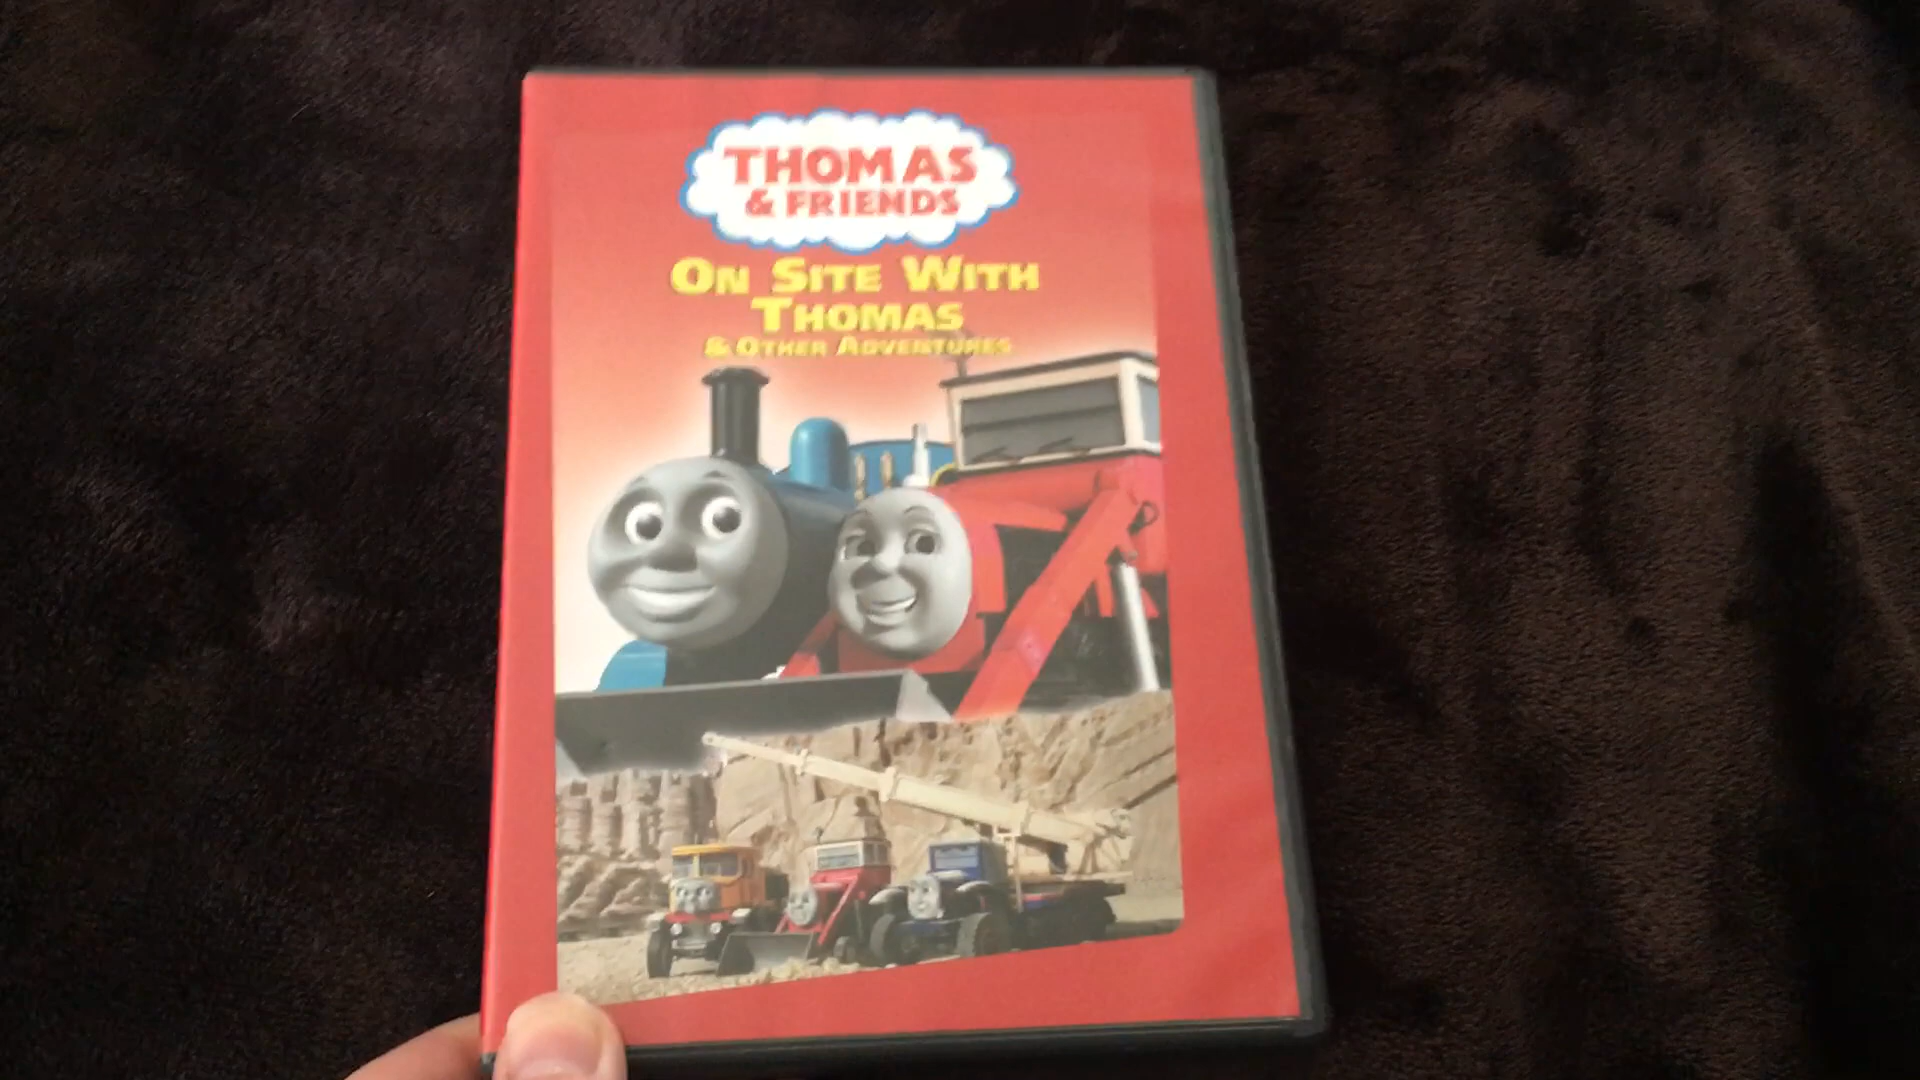 THOMAS
& FRIENDS
ON SITE WITH
THOMAS
& OTHER ADVENTURES